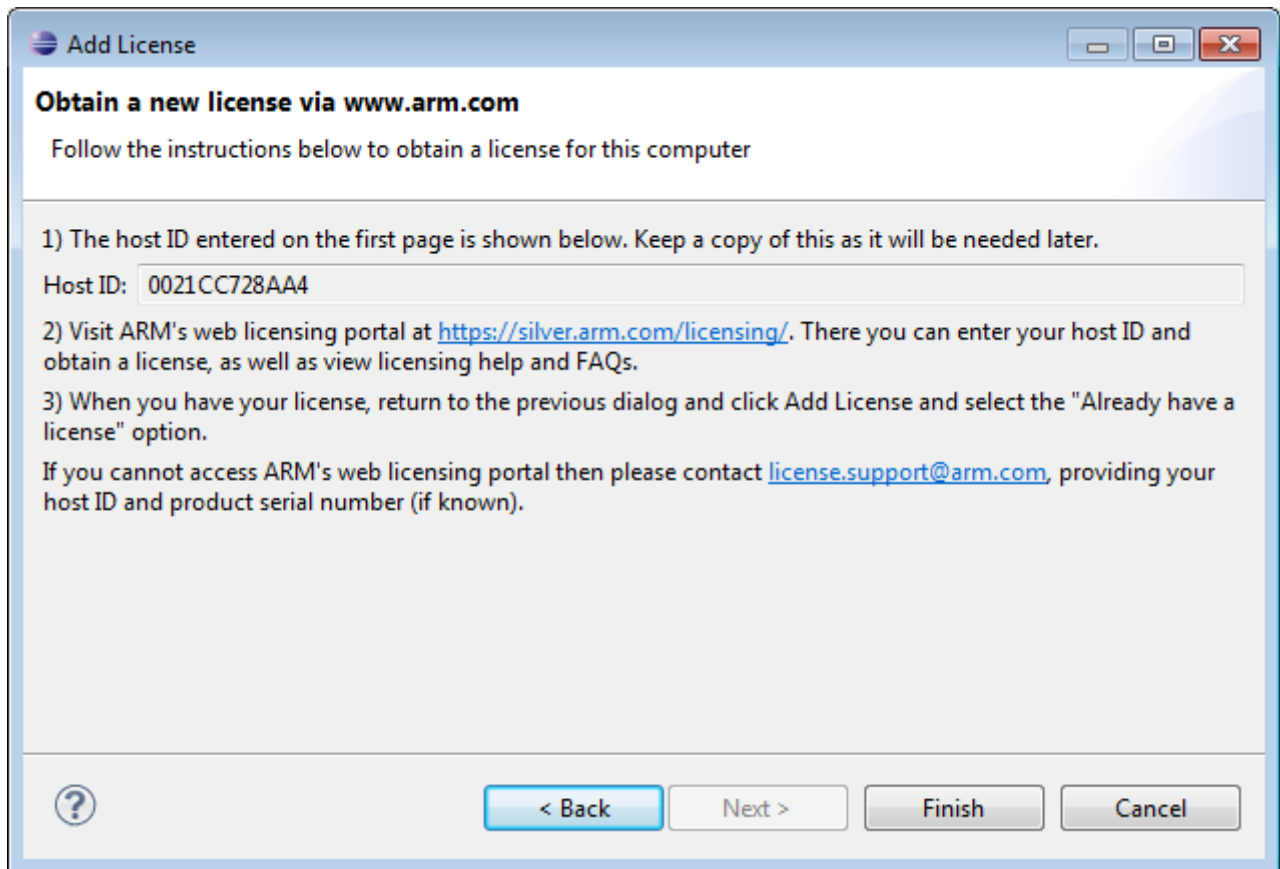 Add License
Obtain a new license via www.arm.com
Follow the instructions below to obtain a license for this computer
1) The host ID entered on the first page is shown below. Keep a copy of this as it will be needed later.
Host ID: 0021CC728AA4
2) Visit ARM's web licensing portal at https://silver.arm.com/licensing/. There you can enter your host ID and
obtain a license, as well as view licensing help and FAQs.
3) When you have your license, return to the previous dialog and click Add License and select the "Already have a
license" option.
If you cannot access ARM's web licensing portal then please contact license.support@arm.com, providing your
host ID and product serial number (if known).
? < Back Next > Finish Cancel